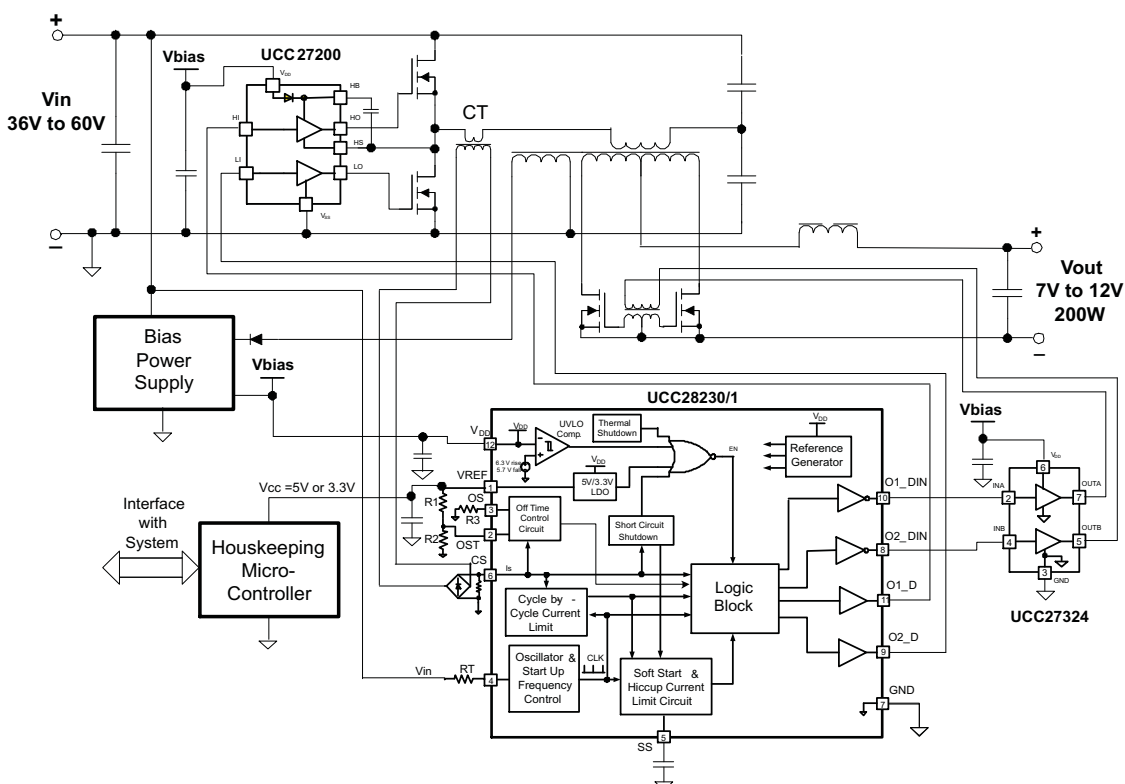 +
Vbias
UCC27200
VDD
HB
HO
HS
HI
LI
LO
VSS
CT
Vin
36V to 60V
–
+
Vout
7V to 12V
200W
–
Bias
Power
Supply
Vbias
UCC28230/1
Vbias
VDD
12
VDD
UVLO
Comp.
6.3 V rise
5.7 V fall
Thermal
Shutdown
EN
VDD
Reference
Generator
VREF
1
VDD
5V/3.3V
LDO
Vcc =5V or 3.3V
R1
OS
3
R3
R2
2
OST
Off Time
Control
Circuit
Short Circuit
Shutdown
CS
6
Is
Cycle by -
Cycle Current
Limit
Logic
Block
Interface
with
System
Houskeeping
Micro-
Controller
Vin
RT
4
Oscillator &
Start Up
Frequency
Control
CLK
Soft Start &
Hiccup Current
Limit Circuit
5
SS
O1_DIN
10
O2_DIN
8
O1_D
11
O2_D
9
GND
7
VDD
6
INA
2
7
OUTA
INB
4
5
OUTB
3
GND
UCC27324